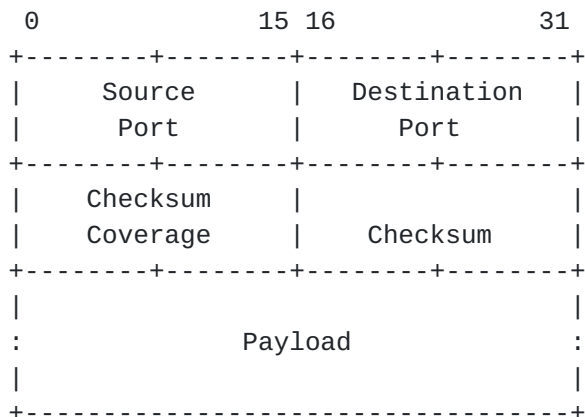 0 15 16 31
+--------+--------+--------+--------+
| Source | Destination |
| Port | Port |
+--------+--------+--------+--------+
| Checksum | |
| Coverage | Checksum |
+--------+--------+--------+--------+
| |
: Payload :
| |
+-----------------------------------+